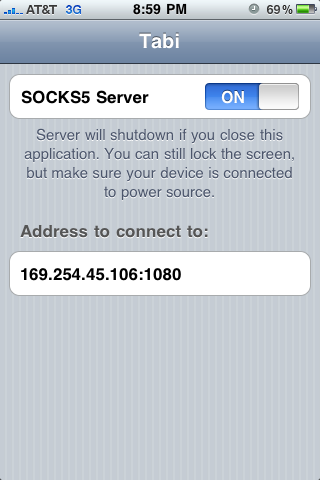 AT&T 3G 8:59 PM 69%
Tabi
SOCKS5 Server ON
Server will shutdown if you close this
application. You can still lock the screen,
but make sure your device is connected
to power source.
Address to connect to:
169.254.45.106:1080